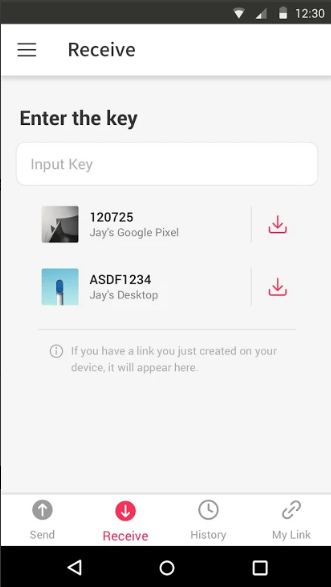 12:30
Receive
Enter the key
Input Key
120725
Jay's Google Pixel
ASDF1234
Jay's Desktop
If you have a link you just created on your
device, it will appear here.
Send
Receive
History
My Link